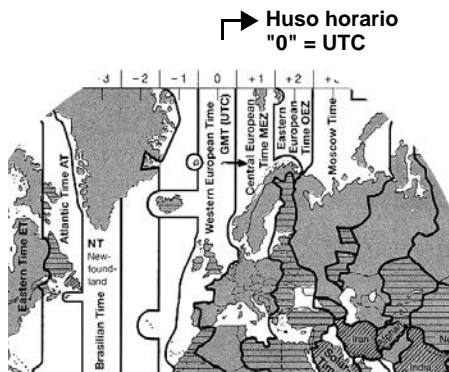 Huso horario
"0" = UTC
-3 -2 -1 0 +1 +2
Eastern Time ET
Atlantic Time AT
NT
New-
found-
land
Brasilian Time
Western European Time
GMT (UTC)
Central European
Time MEZ
Eastern
European
Time OEZ
Moscow Time
Iran
Afghan
Solar
India